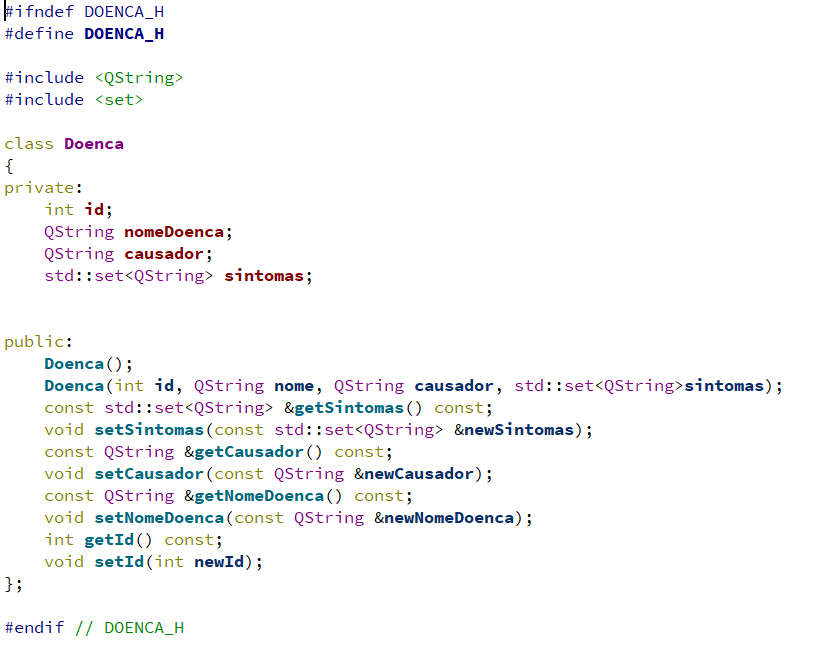 #ifndef DOENCA_H
#define DOENCA_H

#include <QString>
#include <set>

class Doenca
{
private:
    int id;
    QString nomeDoenca;
    QString causador;
    std::set<QString> sintomas;


public:
    Doenca();
    Doenca(int id, QString nome, QString causador, std::set<QString>sintomas);
    const std::set<QString> &getSintomas() const;
    void setSintomas(const std::set<QString> &newSintomas);
    const QString &getCausador() const;
    void setCausador(const QString &newCausador);
    const QString &getNomeDoenca() const;
    void setNomeDoenca(const QString &newNomeDoenca);
    int getId() const;
    void setId(int newId);
};

#endif // DOENCA_H